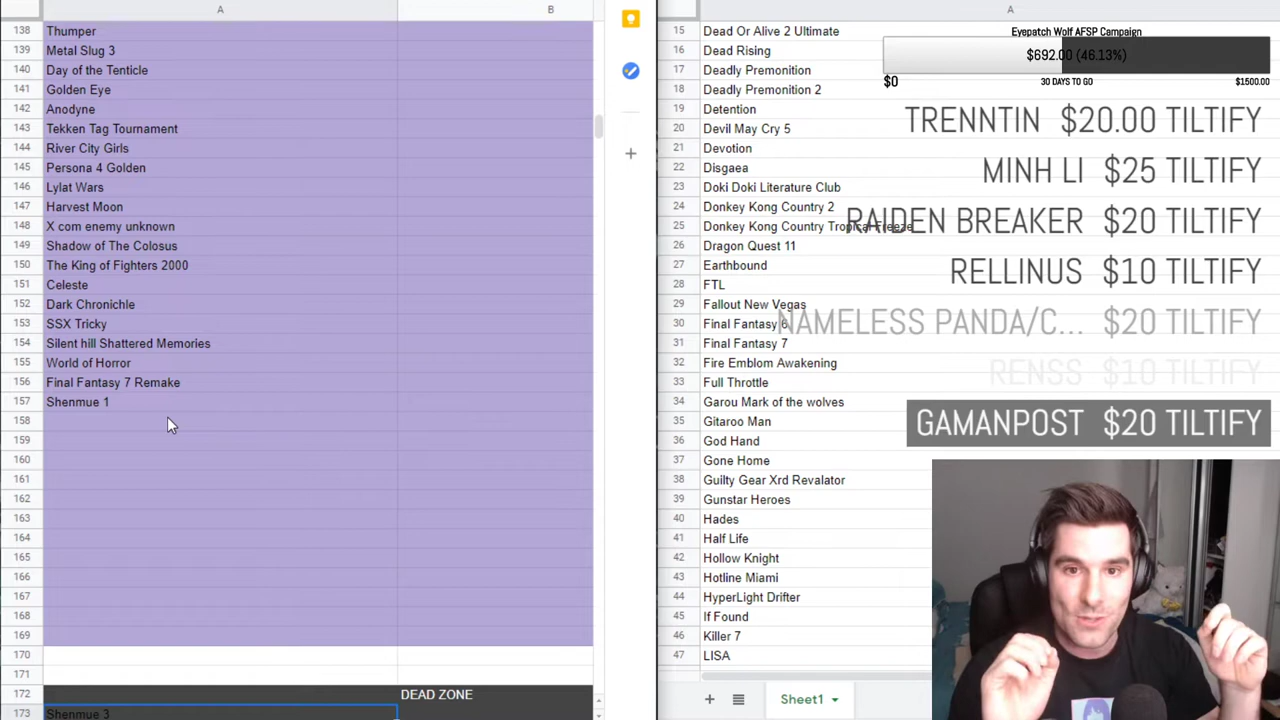 A
B
138 Thumper
139 Metal Slug 3
140 Day of the Tenticle
141 Golden Eye
142 Anodyne
143 Tekken Tag Tournament
144 River City Girls
145 Persona 4 Golden
146 Lylat Wars
147 Harvest Moon
148 X com enemy unknown
149 Shadow of The Colosus
150 The King of Fighters 2000
151 Celeste
152 Dark Chronichle
153 SSX Tricky
154 Silent hill Shattered Memories
155 World of Horror
156 Final Fantasy 7 Remake
157 Shenmue 1
158
159
160
161
162
163
164
165
166
167
168
169
170
171
172 DEAD ZONE
173 Shenmue 3
A
15 Dead Or Alive 2 Ultimate
16 Dead Rising
17 Deadly Premonition
18 Deadly Premonition 2
19 Detention
20 Devil May Cry 5
21 Devotion
22 Disgaea
23 Doki Doki Literature Club
24 Donkey Kong Country 2
25 Donkey Kong Country Tropical Freeze
26 Dragon Quest 11
27 Earthbound
28 FTL
29 Fallout New Vegas
30 Final Fantasy 6
31 Final Fantasy 7
32 Fire Emblom Awakening
33 Full Throttle
34 Garou Mark of the wolves
35 Gitaroo Man
36 God Hand
37 Gone Home
38 Guilty Gear Xrd Revalator
39 Gunstar Heroes
40 Hades
41 Half Life
42 Hollow Knight
43 Hotline Miami
44 HyperLight Drifter
45 If Found
46 Killer 7
47 LISA
Sheet1
Eyepatch Wolf AFSP Campaign
$692.00 (46.13%)
$0 30 DAYS TO GO $1500.00
TRENNTIN $20.00 TILTIFY
MINH LI $25 TILTIFY
RAIDEN BREAKER $20 TILTIFY
RELLINUS $10 TILTIFY
NAMELESS PANDA/C... $20 TILTIFY
RENSS $10 TILTIFY
GAMANPOST $20 TILTIFY